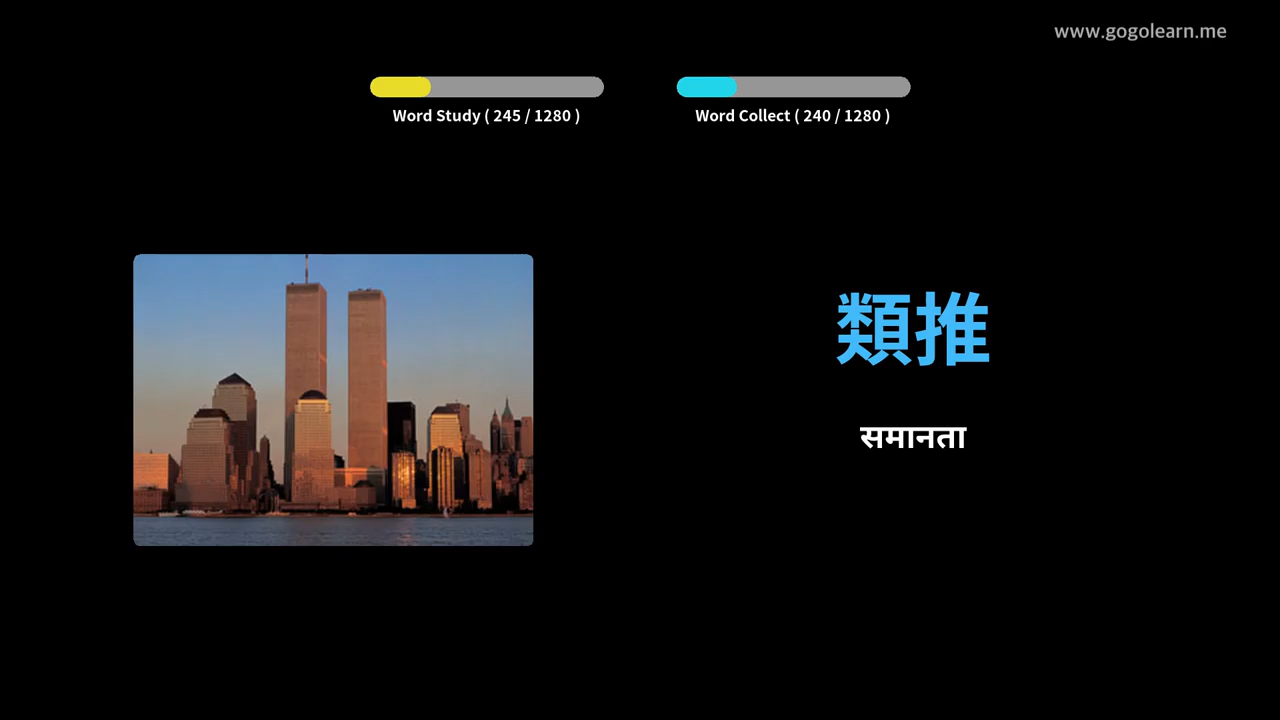 www.gogolearn.me
Word Study ( 245 / 1280 )
Word Collect ( 240 / 1280 )
類推
समानता